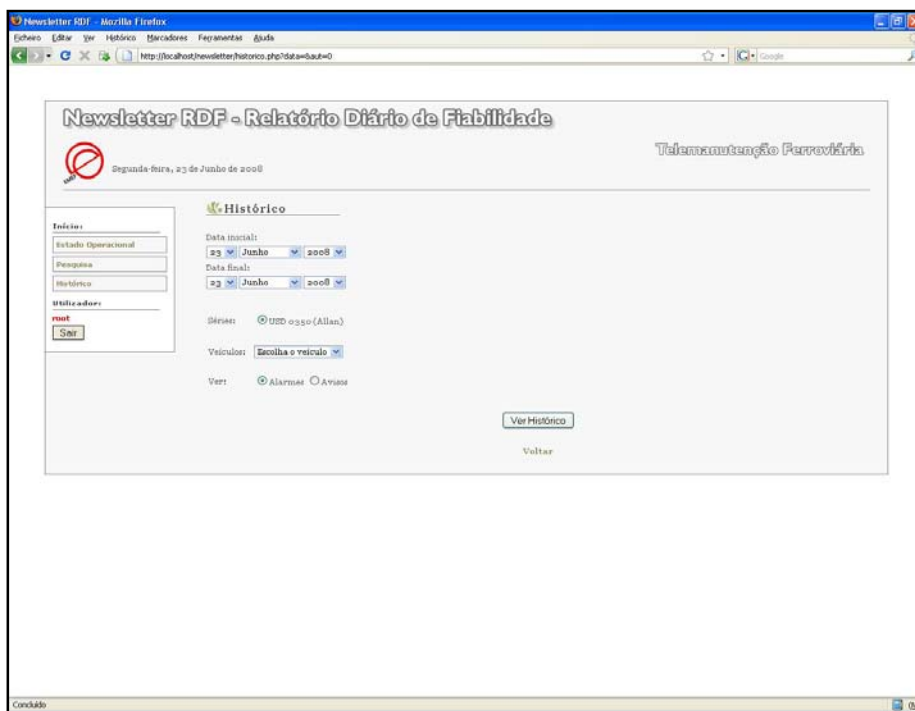 Newsletter RDF - Mozilla Firefox
Ficheiro Editar Ver Histórico Marcadores Ferramentas Ajuda
http://localhost/newsletter/historico.php?data=&aut=0 Google
Newsletter RDF - Relatório Diário de Fiabilidade
Telemanutenção Ferroviária
Segunda-feira, 23 de Junho de 2008
Histórico
Início:
Estado Operacional
Pesquisa
Histórico
Utilizador:
root
Sair
Data inicial:
23 Junho 2008
Data final:
23 Junho 2008
Séries: USD 0350 (Allan)
Veículos: Escolha o veículo
Ver: Alarmes Avisos
Ver Histórico
Voltar
Concluído